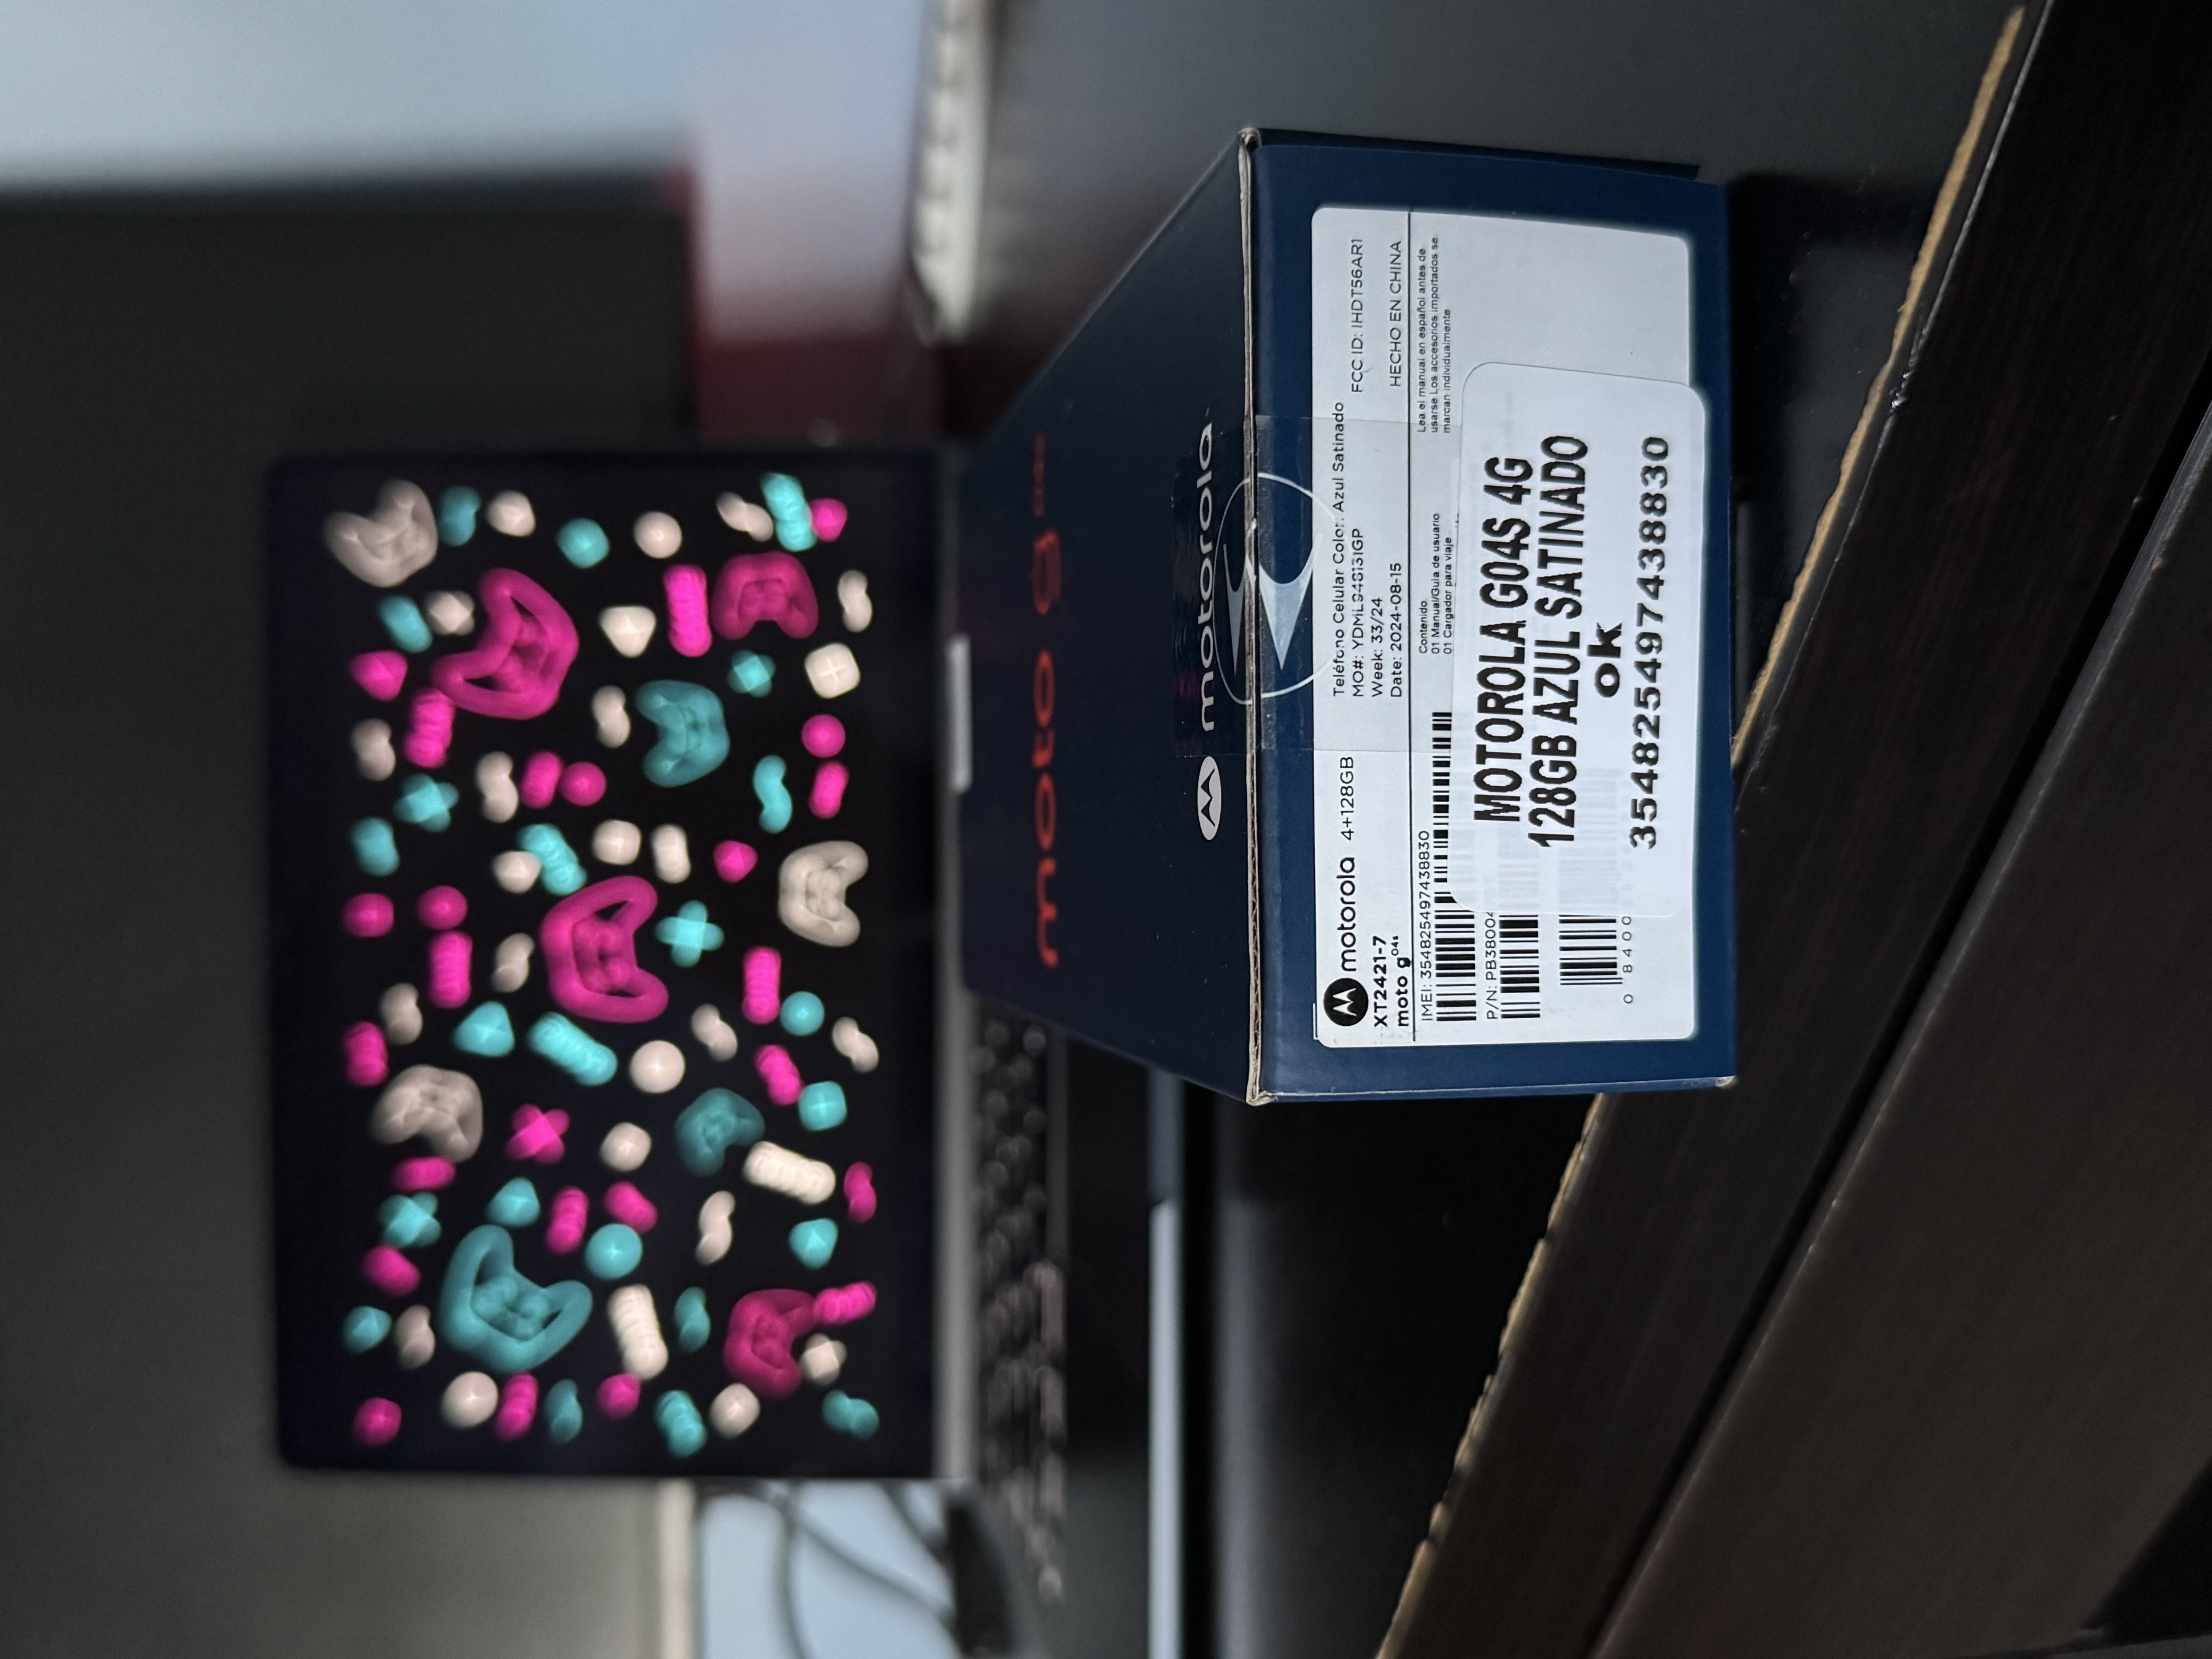 moto g
motorola
motorola 4+128GB
XT2421-7
moto g04s
Teléfono Celular Color: Azul Satinado
Week: 33/24
Date: 2024-08-15
FCC ID: IHDT56AR1
HECHO EN CHINA
IMEI: 354825497438830
Contenido
01 Manual/Guía de usuario
01 Cargador para viaje
Lea el manual en español antes de
usarse. Los accesorios importados se
marcan individualmente
P/N: PB38004
0 8400
MOTOROLA G04S 4G
128GB AZUL SATINADO
ok
354825497438830